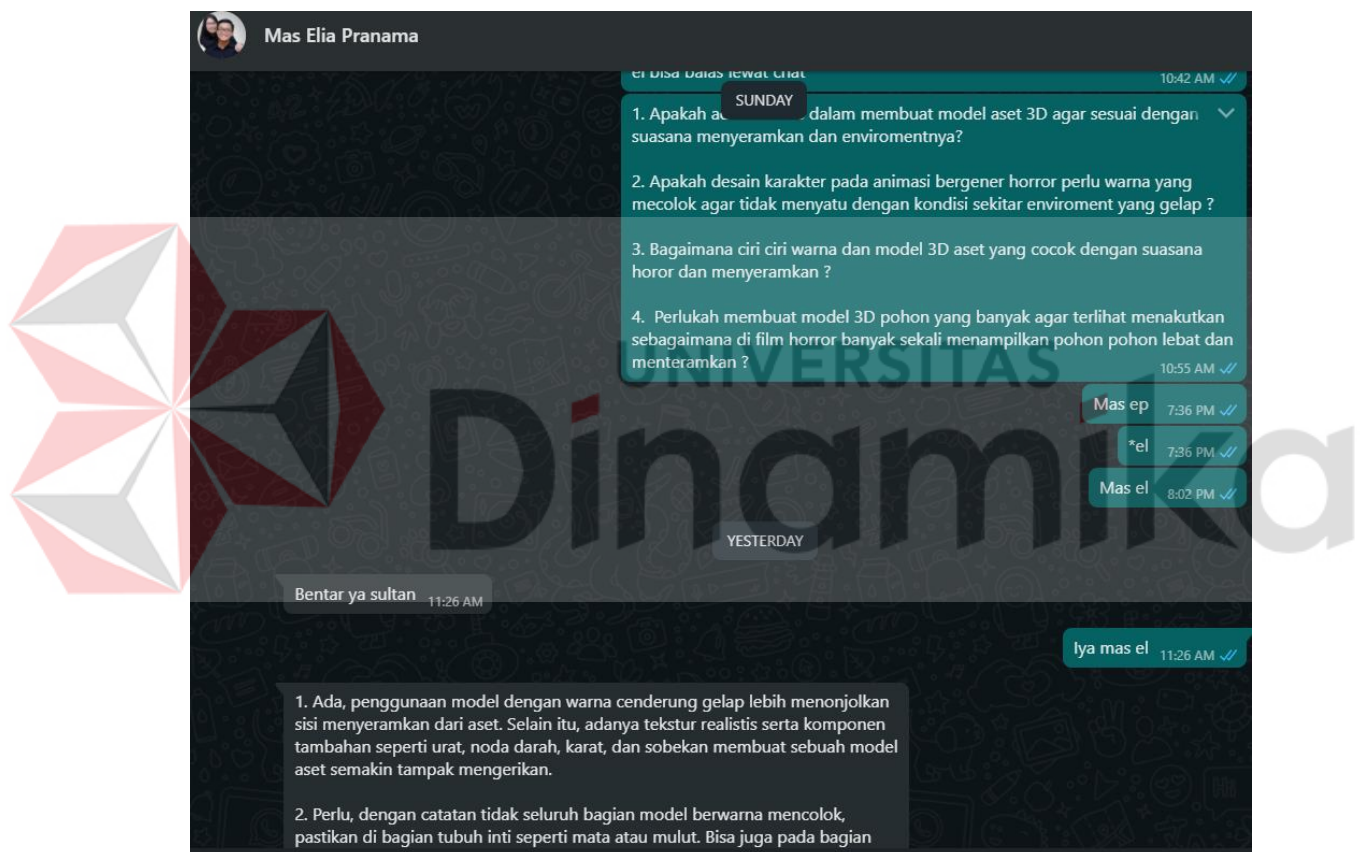 Mas Elia Pranama
el bisa balas lewat chat
10:42 AM
SUNDAY
1. Apakah dalam membuat model aset 3D agar sesuai dengan
suasana menyeramkan dan enviromentnya?
2. Apakah desain karakter pada animasi bergener horror perlu warna yang
mecolok agar tidak menyatu dengan kondisi sekitar enviroment yang gelap ?
3. Bagaimana ciri ciri warna dan model 3D aset yang cocok dengan suasana
horor dan menyeramkan ?
4. Perlukah membuat model 3D pohon yang banyak agar terlihat menakutkan
sebagaimana di film horror banyak sekali menampilkan pohon pohon lebat dan
menteramkan ?
10:55 AM
UNIVERSITAS
Dinamika
Mas ep 7:36 PM
*el 7:36 PM
Mas el 8:02 PM
YESTERDAY
Bentar ya sultan 11:26 AM
Iya mas el 11:26 AM
1. Ada, penggunaan model dengan warna cenderung gelap lebih menonjolkan
sisi menyeramkan dari aset. Selain itu, adanya tekstur realistis serta komponen
tambahan seperti urat, noda darah, karat, dan sobekan membuat sebuah model
aset semakin tampak mengerikan.
2. Perlu, dengan catatan tidak seluruh bagian model berwarna mencolok,
pastikan di bagian tubuh inti seperti mata atau mulut. Bisa juga pada bagian